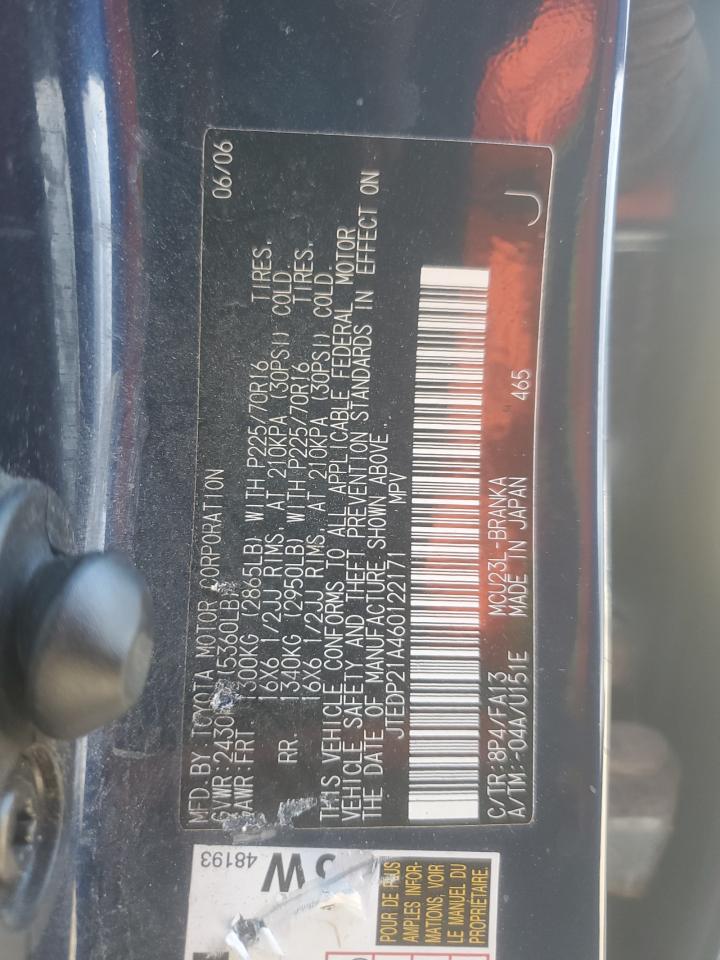 MFD. BY: TOYOTA MOTOR CORPORATION 06/06
GVWR: 2430 (5360LB)
GAWR: FRT 1300KG (2865LB) WITH P225/70R16 TIRES,
16X6 1/2JJ RIMS, AT 210KPA (30PSI) COLD.
RR. 1340KG (2950LB) WITH P225/70R16 TIRES,
16X6 1/2JJ RIMS, AT 210KPA (30PSI) COLD.
THIS VEHICLE CONFORMS TO ALL APPLICABLE FEDERAL MOTOR
VEHICLE SAFETY AND THEFT PREVENTION STANDARDS IN EFFECT ON
THE DATE OF MANUFACTURE, SHOWN ABOVE.
JTEDP21A460122171 MPV
C/TR: 8P4/FA13 MCU23L-BRANKA
A/TM: -04A/U151E MADE IN JAPAN 465
J
48193
W
POUR DE PLUS
AMPLES INFOR-
MATIONS, VOIR
LE MANUEL DU
PROPRIÉTAIRE